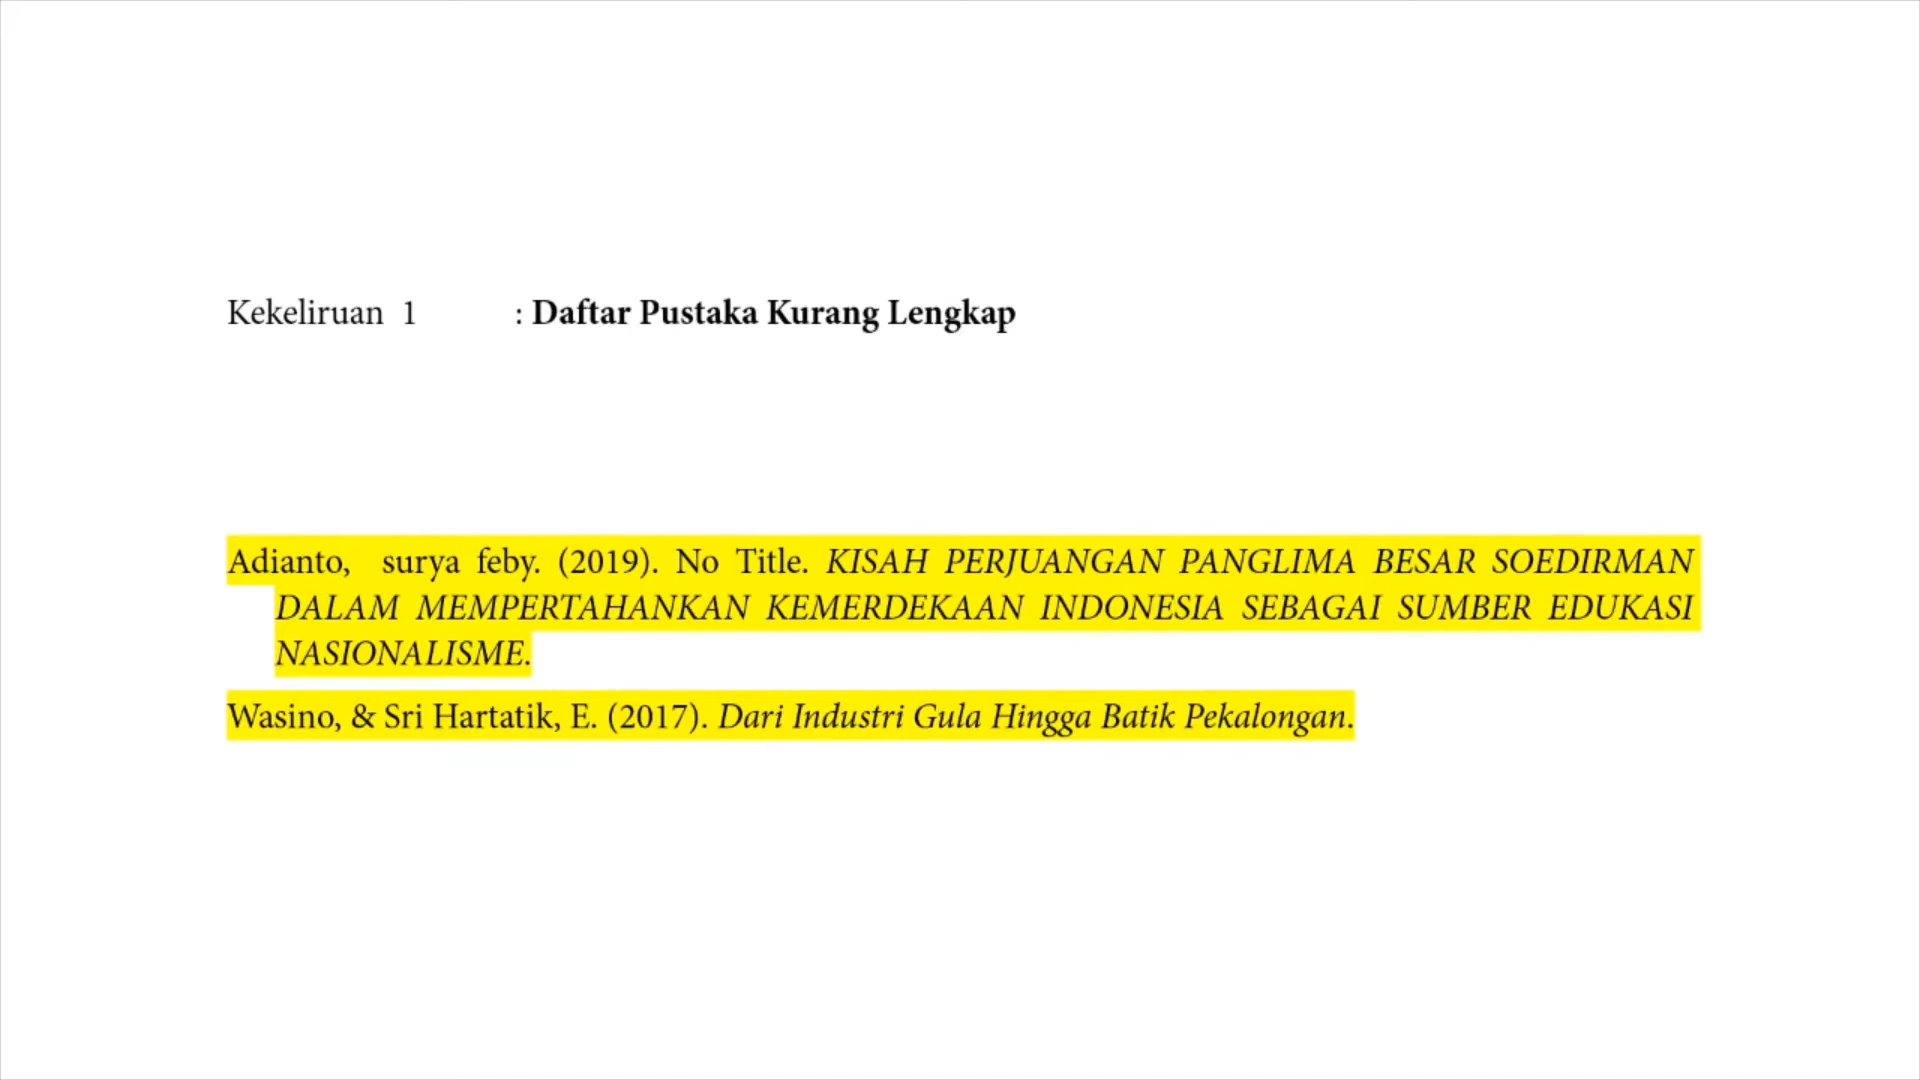 Kekeliruan 1 : Daftar Pustaka Kurang Lengkap
Adianto, surya feby. (2019). No Title. KISAH PERJUANGAN PANGLIMA BESAR SOEDIRMAN
DALAM MEMPERTAHANKAN KEMERDEKAAN INDONESIA SEBAGAI SUMBER EDUKASI
NASIONALISME.
Wasino, & Sri Hartatik, E. (2017). Dari Industri Gula Hingga Batik Pekalongan.